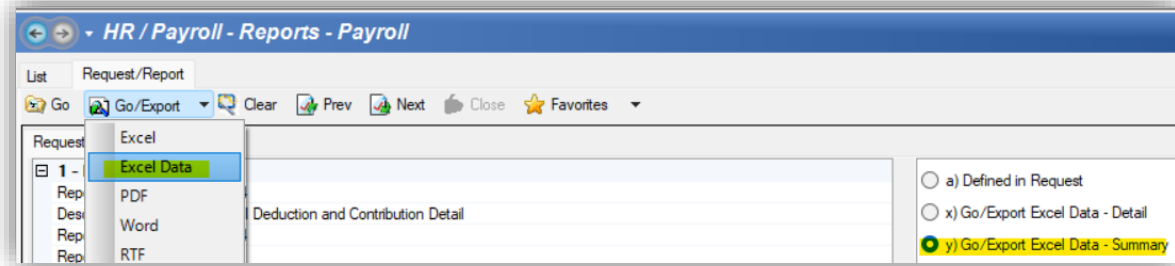 HR / Payroll - Reports - Payroll
List Request/Report
Go Go/Export Clear Prev Next Close Favorites
Request
Excel
1 -
Excel Data
a) Defined in Request
Rep
PDF
Desc
Deduction and Contribution Detail
x) Go/Export Excel Data - Detail
Rep
Word
y) Go/Export Excel Data - Summary
Rep
RTF